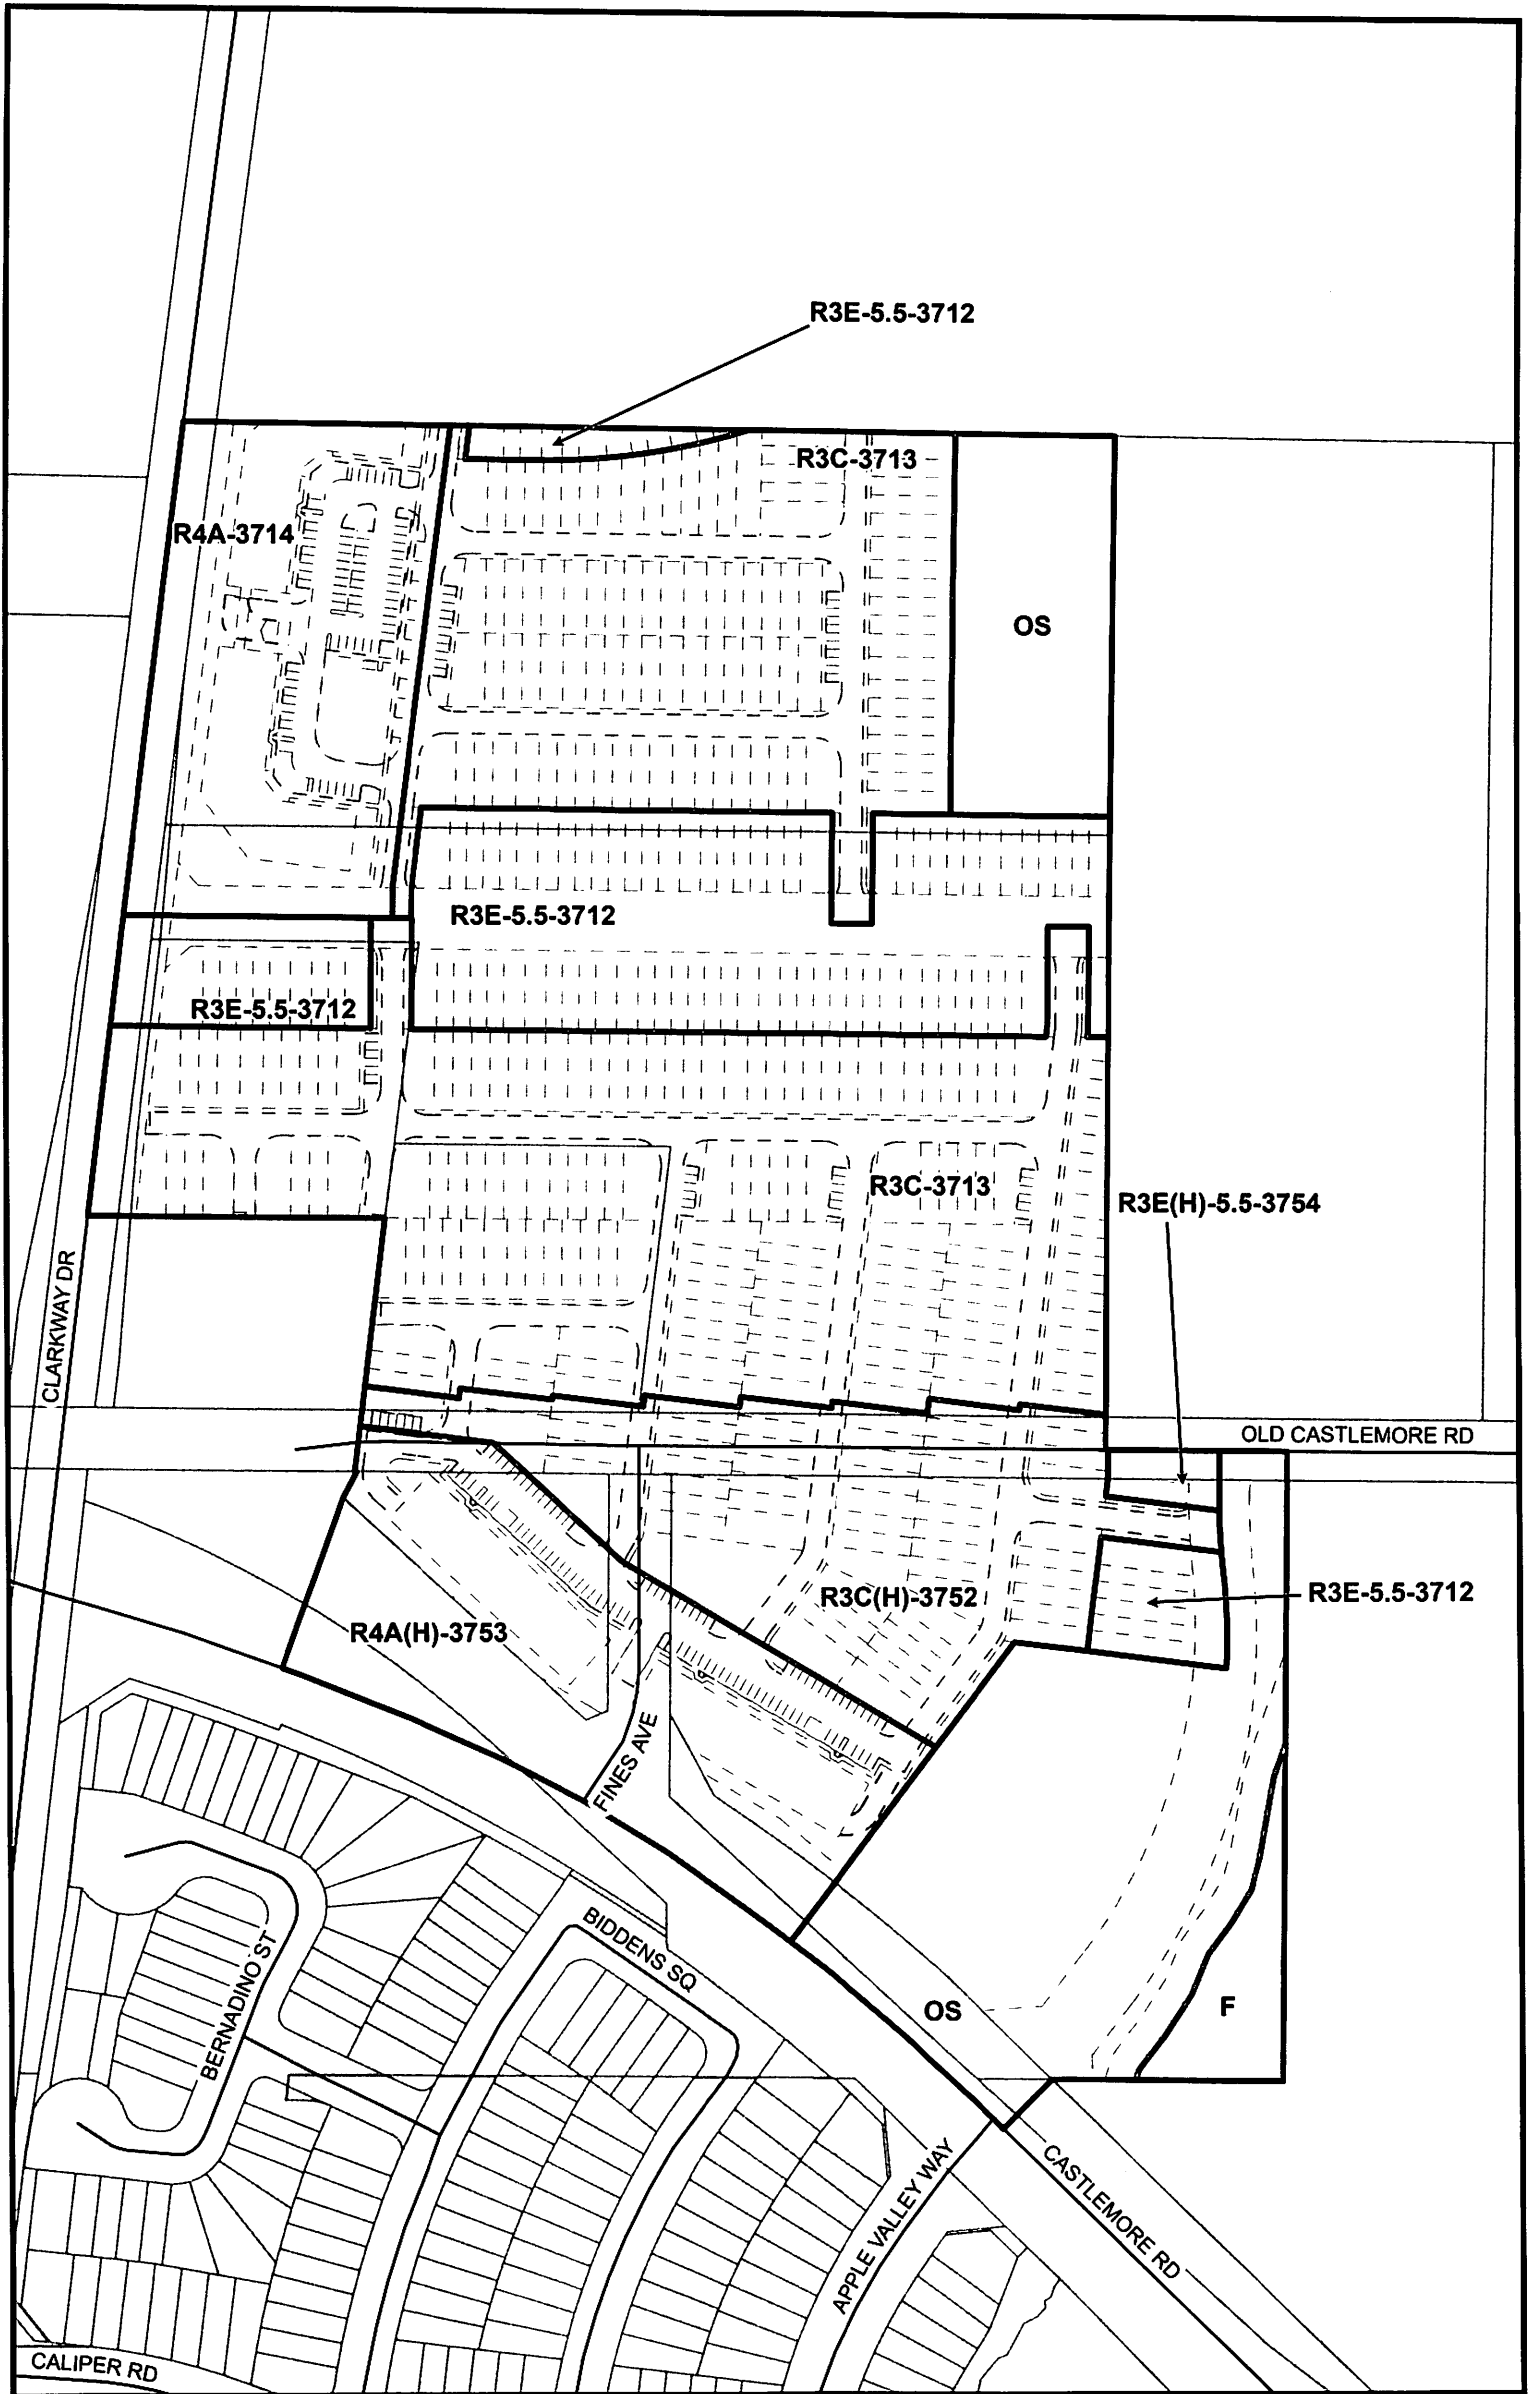 R3E-5.5-3712
R3C-3713
R4A-3714
OS
R3E-5.5-3712
R3E-5.5-3712
R3C-3713
R3E(H)-5.5-3754
CLARKWAY DR
OLD CASTLEMORE RD
R3C(H)-3752
R3E-5.5-3712
R4A(H)-3753
FINES AVE
BIDDENS SQ
BERNADINO ST
OS
F
APPLE VALLEY WAY
CASTLEMORE RD
CALIPER RD